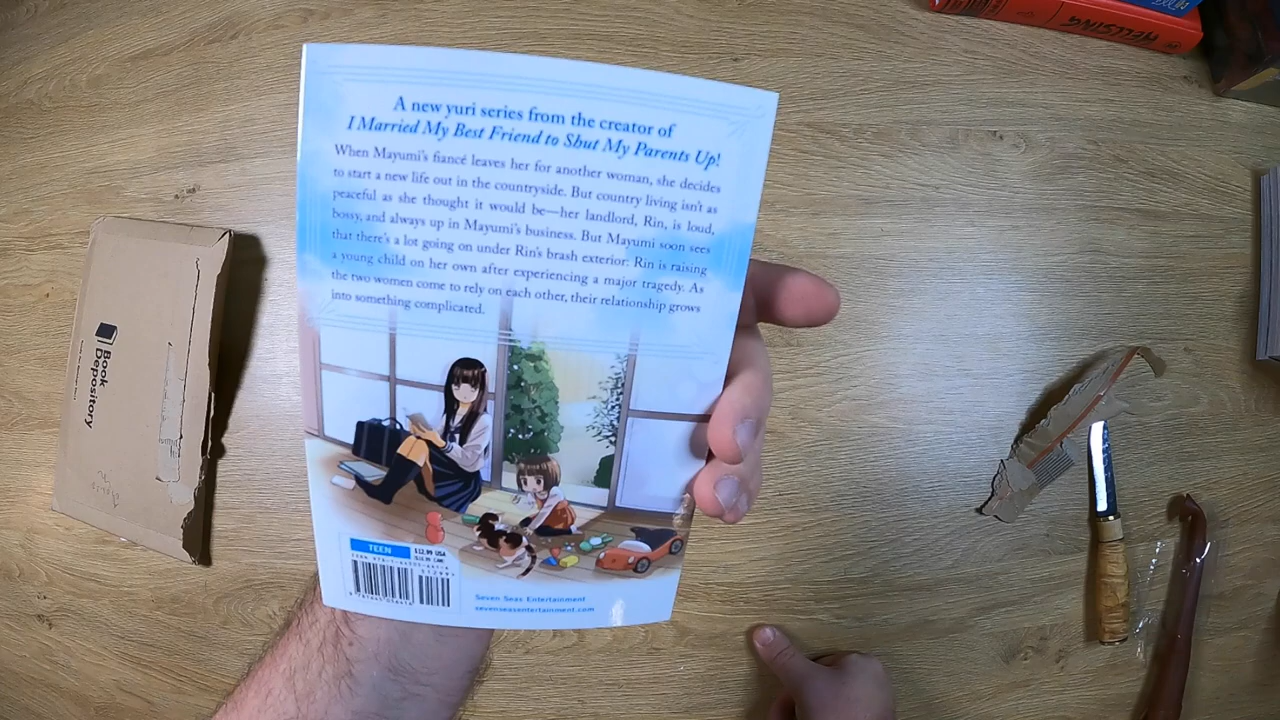 HELLSING
A new yuri series from the creator of
I Married My Best Friend to Shut My Parents Up!
When Mayumi's fiancé leaves her for another woman, she decides
to start a new life out in the countryside. But country living isn't as
peaceful as she thought it would be—her landlord, Rin, is loud,
bossy, and always up in Mayumi's business. But Mayumi soon sees
that there's a lot going on under Rin's brash exterior: Rin is raising
a young child on her own after experiencing a major tragedy. As
the two women come to rely on each other, their relationship grows
into something complicated.
Book
Depository
TEEN
$12.99 USA
Seven Seas Entertainment
sevenseasentertainment.com